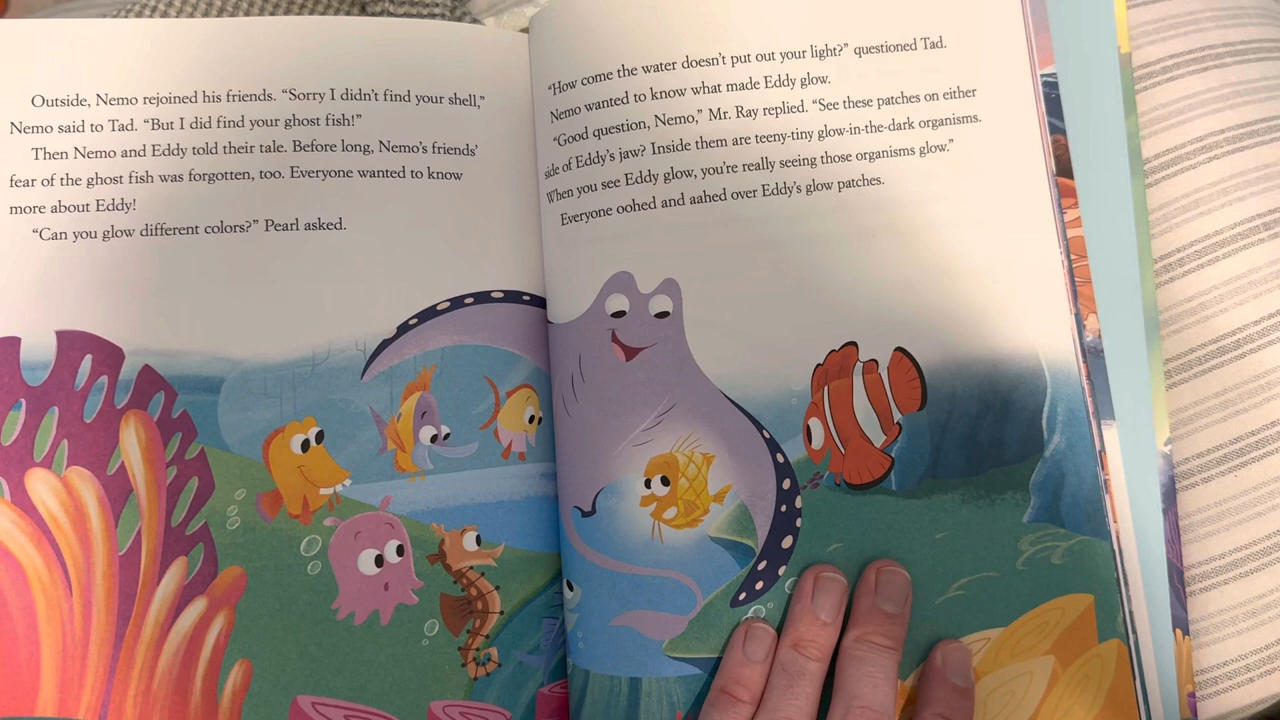 Outside, Nemo rejoined his friends. “Sorry I didn’t find your shell,”
Nemo said to Tad. “But I did find your ghost fish!”
Then Nemo and Eddy told their tale. Before long, Nemo’s friends’
fear of the ghost fish was forgotten, too. Everyone wanted to know
more about Eddy!
“Can you glow different colors?” Pearl asked.
“How come the water doesn’t put out your light?” questioned Tad.
Nemo wanted to know what made Eddy glow.
“Good question, Nemo,” Mr. Ray replied. “See these patches on either
side of Eddy’s jaw? Inside them are teeny-tiny glow-in-the-dark organisms.
When you see Eddy glow, you’re really seeing those organisms glow.”
Everyone oohed and aahed over Eddy’s glow patches.